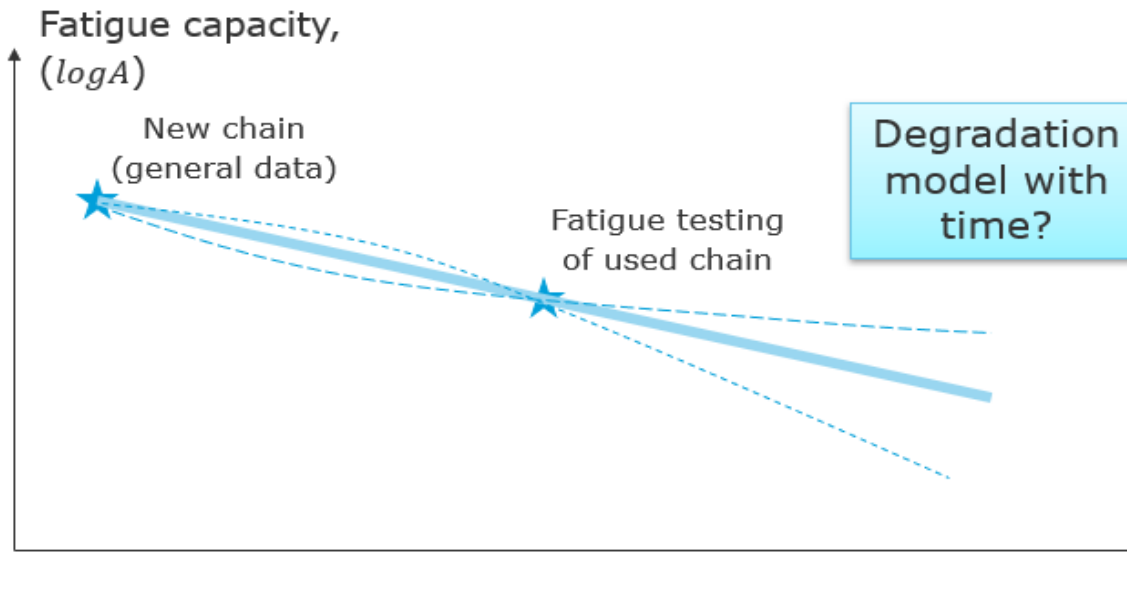 Fatigue capacity,
(logA)
New chain
(general data)
Fatigue testing
of used chain
Degradation
model with
time?